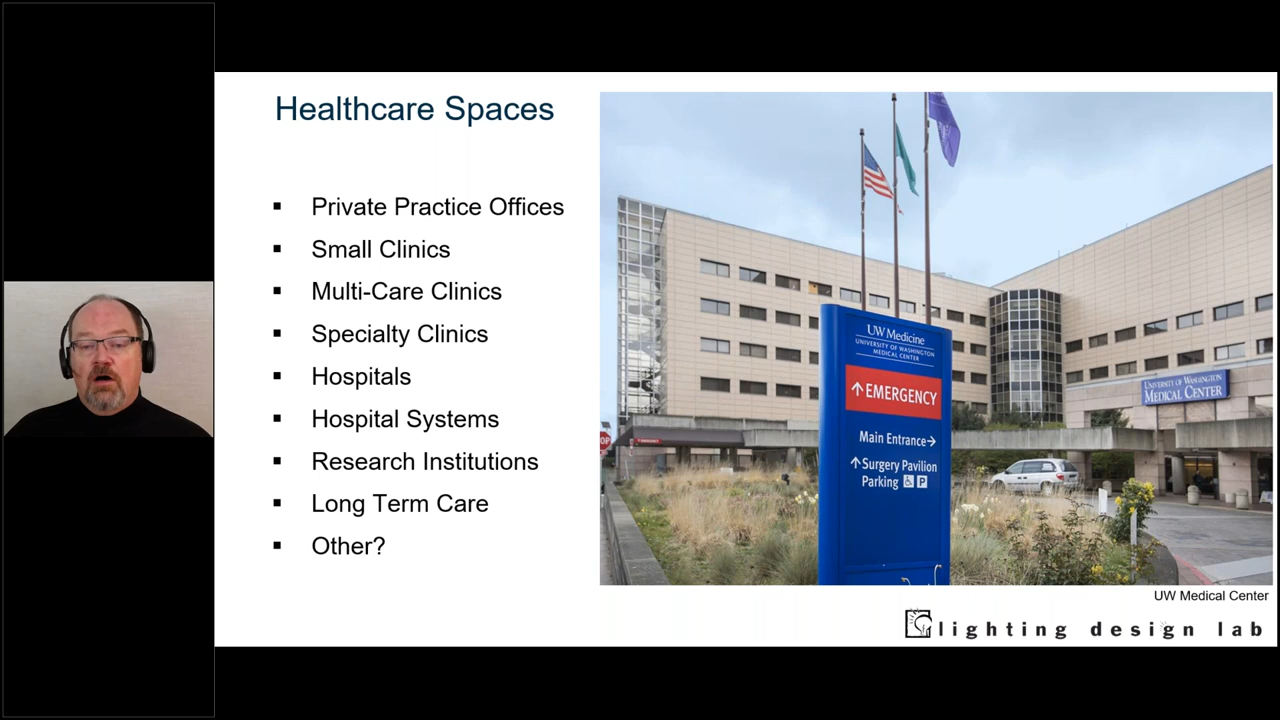 Healthcare Spaces
Private Practice Offices
Small Clinics
Multi-Care Clinics
Specialty Clinics
Hospitals
Hospital Systems
Research Institutions
Long Term Care
Other?
UW Medicine
UNIVERSITY OF WASHINGTON
MEDICAL CENTER
↑EMERGENCY
Main Entrance→
↑Surgery Pavilion
Parking P
UNIVERSITY OF WASHINGTON
MEDICAL CENTER
UW Medical Center
lighting design lab